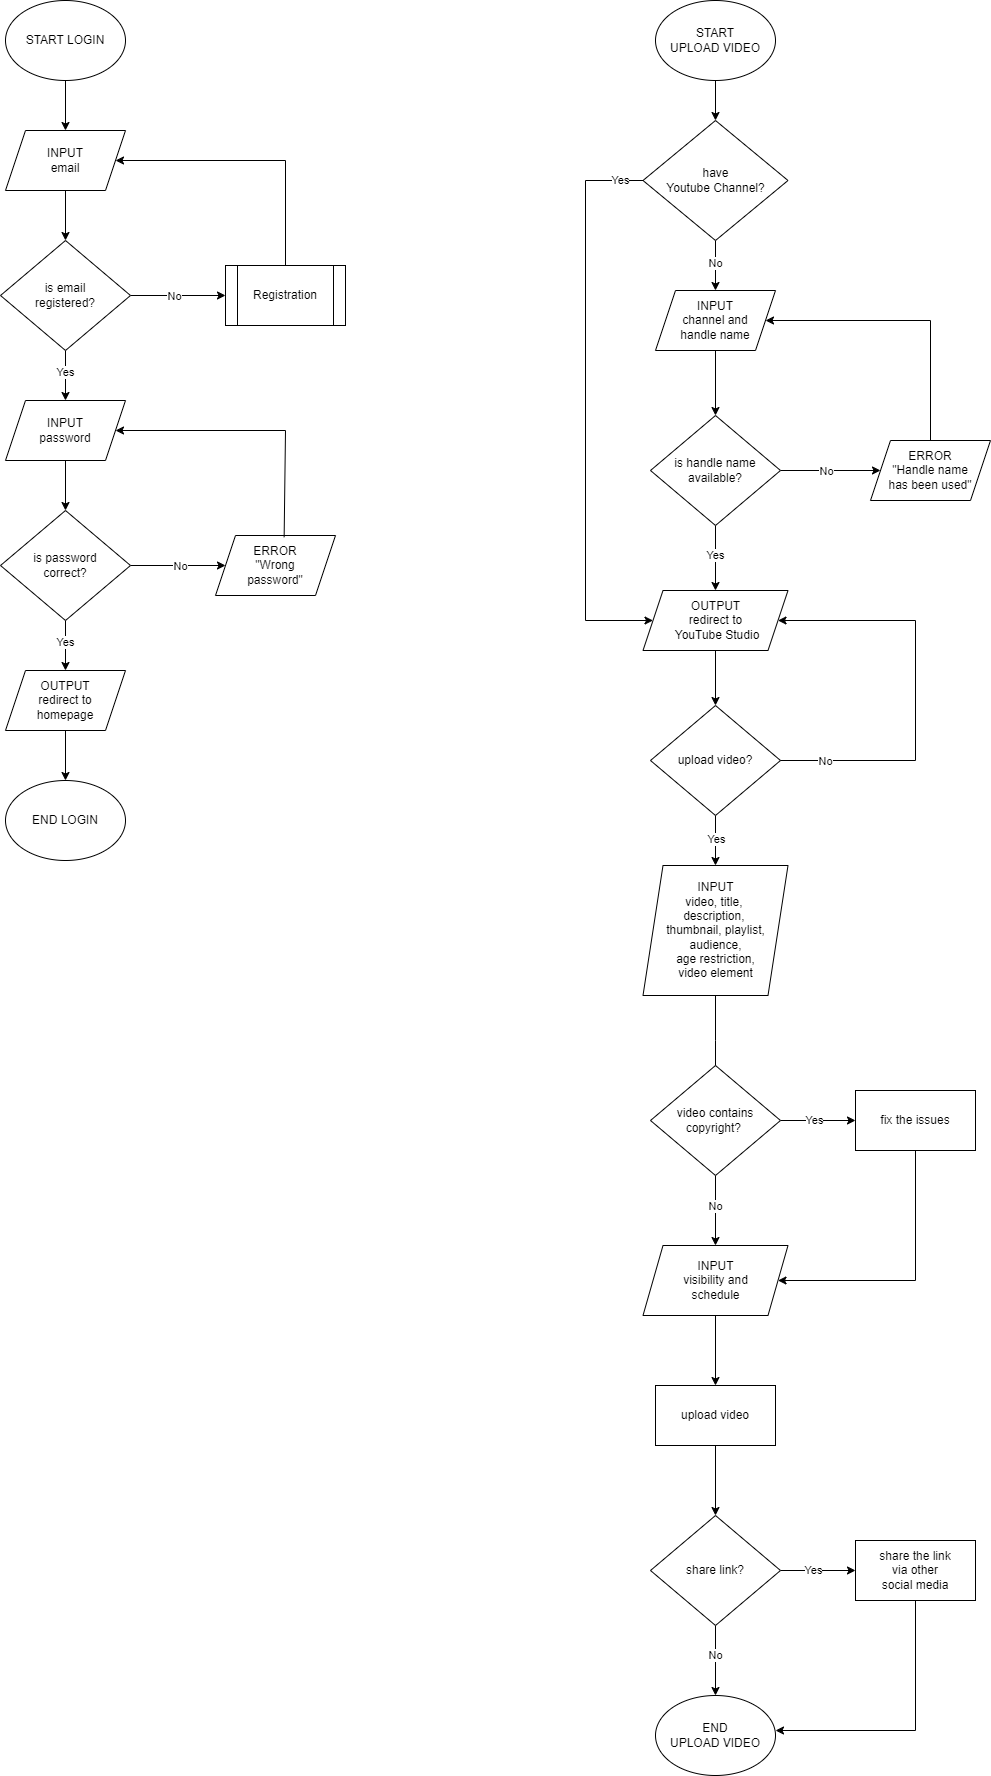 START LOGIN
INPUT
email
is email
registered?
No
Registration
Yes
INPUT
password
is password
correct?
No
ERROR
"Wrong
password"
Yes
OUTPUT
redirect to
homepage
END LOGIN
START
UPLOAD VIDEO
have
Youtube Channel?
Yes
No
INPUT
channel and
handle name
is handle name
available?
No
ERROR
"Handle name
has been used"
Yes
OUTPUT
redirect to
YouTube Studio
upload video?
No
Yes
INPUT
video, title,
description,
thumbnail, playlist,
audience,
age restriction,
video element
video contains
copyright?
Yes
fix the issues
No
INPUT
visibility and
schedule
upload video
share link?
Yes
share the link
via other
social media
No
END
UPLOAD VIDEO